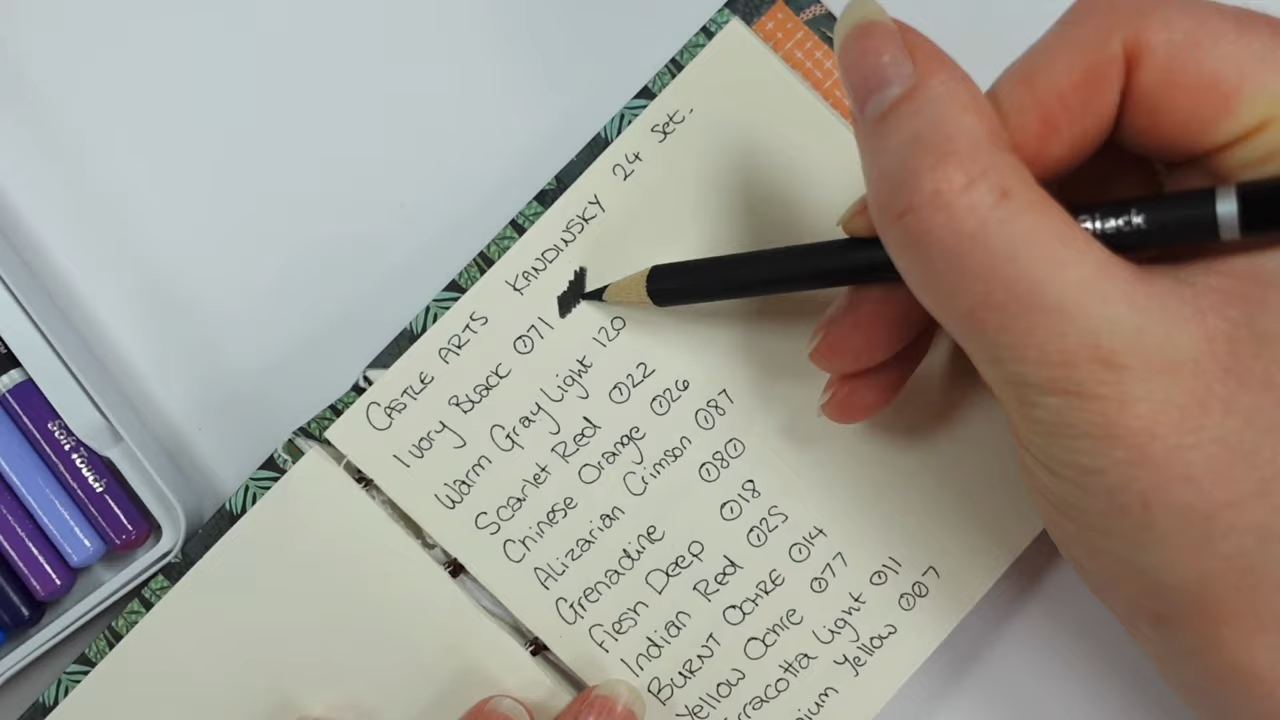 CASTLE ARTS KANDINSKY 24 Set.
Ivory Black 071
Warm Gray Light 120
Scarlet Red 022
Chinese Orange 026
Alizarian Crimson 087
Grenadine 080
Flesh Deep 018
Indian Red 025
BURNT OCHRE 014
Yellow Ochre 077
Light 011
Yellow 007
Soft Touch
Black